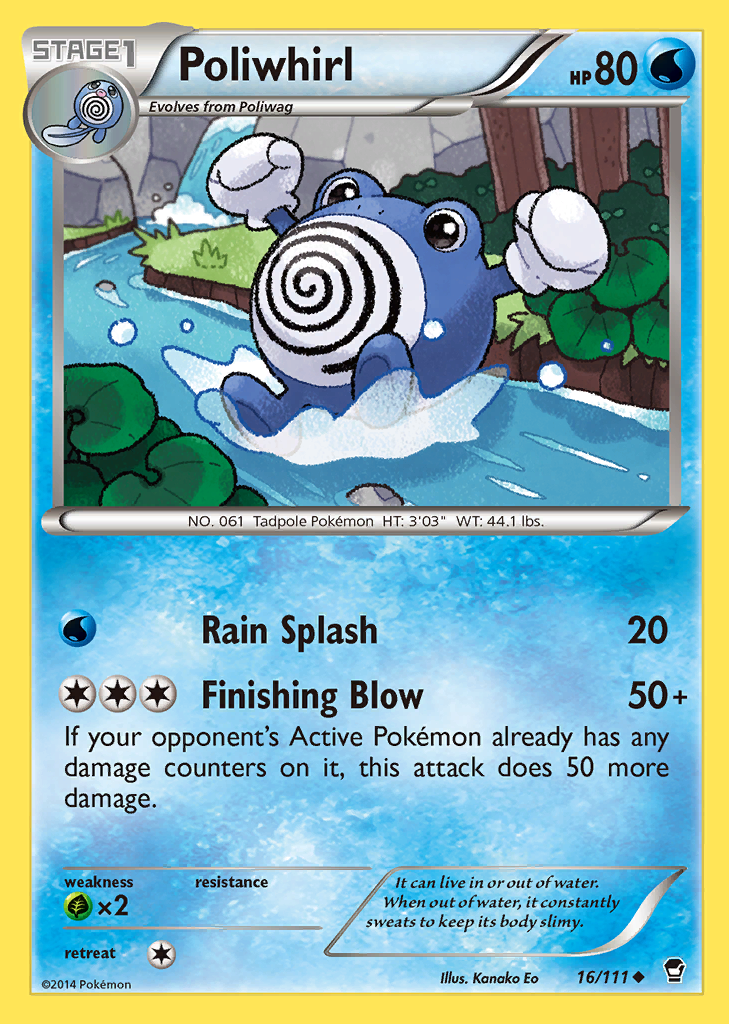 STAGE1
Poliwhirl
HP 80
Evolves from Poliwag
NO. 061 Tadpole Pokémon HT: 3'03" WT: 44.1 lbs.
Rain Splash 20
Finishing Blow 50+
If your opponent's Active Pokémon already has any
damage counters on it, this attack does 50 more
damage.
weakness resistance
×2
It can live in or out of water.
When out of water, it constantly
sweats to keep its body slimy.
retreat
©2014 Pokémon
Illus. Kanako Eo 16/111